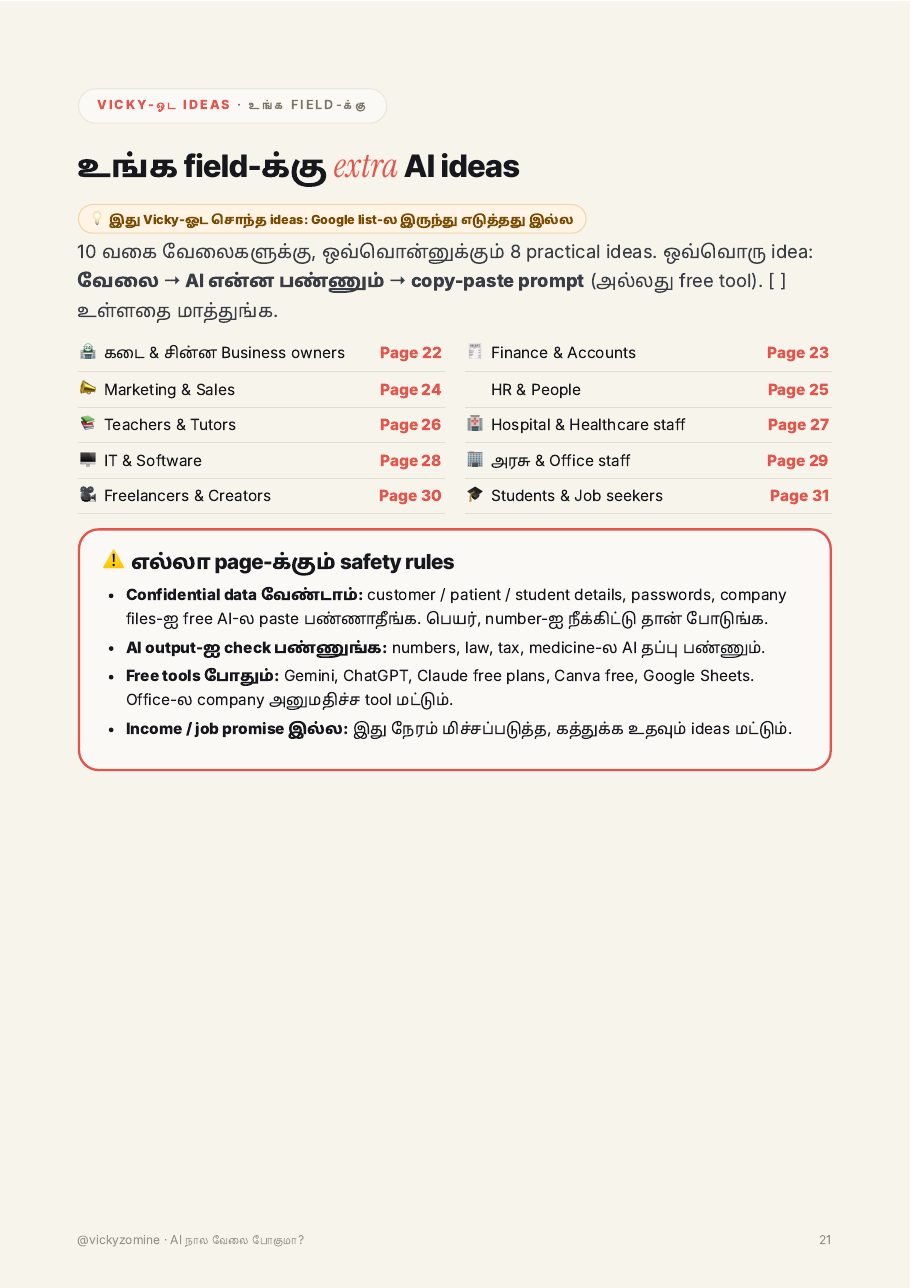 VICKY-ஓட IDEAS · உங்க FIELD-க்கு
உங்க field-க்கு extra AI ideas
இது Vicky-ஓட சொந்த ideas: Google list-ல இருந்து எடுத்தது இல்ல
10 வகை வேலைகளுக்கு, ஒவ்வொன்னுக்கும் 8 practical ideas. ஒவ்வொரு idea:
வேலை → AI என்ன பண்ணும் → copy-paste prompt (அல்லது free tool). [ ]
உள்ளதை மாத்துங்க.
கடை & சின்ன Business owners Page 22
Finance & Accounts Page 23
Marketing & Sales Page 24
HR & People Page 25
Teachers & Tutors Page 26
Hospital & Healthcare staff Page 27
IT & Software Page 28
அரசு & Office staff Page 29
Freelancers & Creators Page 30
Students & Job seekers Page 31
எல்லா page-க்கும் safety rules
• Confidential data வேண்டாம்: customer / patient / student details, passwords, company
files-ஐ free AI-ல paste பண்ணாதீங்க. பெயர், number-ஐ நீக்கிட்டு தான் போடுங்க.
• AI output-ஐ check பண்ணுங்க: numbers, law, tax, medicine-ல AI தப்பு பண்ணும்.
• Free tools போதும்: Gemini, ChatGPT, Claude free plans, Canva free, Google Sheets.
Office-ல company அனுமதிச்ச tool மட்டும்.
• Income / job promise இல்ல: இது நேரம் மிச்சப்படுத்த, கத்துக்க உதவும் ideas மட்டும்.
@vickyzomine · AI நால வேலை போகுமா?
21